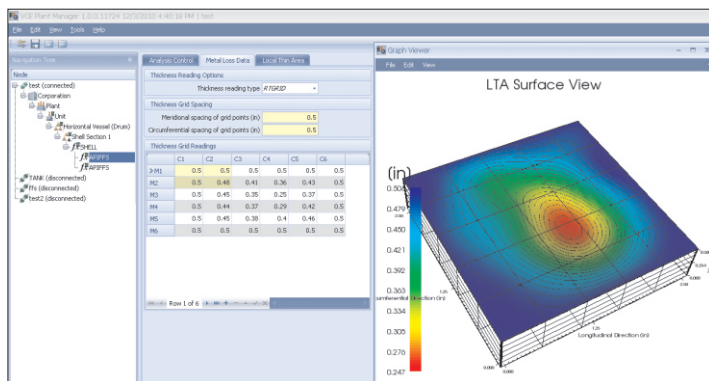 VCE Plant Manager 1.0.0.11724 12/3/2010 4:40:18 PM | test
File Edit View Tools Help
Navigation Tree
Node
test (connected)
Corporation
Plant
Unit
Horizontal Vessel (Drum)
Shell Section 1
SHELL
APIFFS
APIFFS
TANK (disconnected)
ffs (disconnected)
test2 (disconnected)
Analysis Control Metal Loss Data Local Thin Area
Thickness Reading Options
Thickness reading type RTGRID
Thickness Grid Spacing
Meridional spacing of grid points (in) 0.5
Circumferential spacing of grid points (in) 0.5
Thickness Grid Readings
C1 C2 C3 C4 C5 C6
M1 0.5 0.5 0.5 0.5 0.5 0.5
M2 0.5 0.48 0.41 0.36 0.43 0.5
M3 0.5 0.45 0.35 0.25 0.37 0.5
M4 0.5 0.44 0.37 0.29 0.42 0.5
M5 0.5 0.45 0.38 0.4 0.46 0.5
M6 0.5 0.5 0.5 0.5 0.5 0.5
Row 1 of 6
Graph Viewer
File Edit View
LTA Surface View
(in)
0.479
0.450
0.421
0.392
0.363
0.334
0.305
0.276
0.247
umferential Direction (in)
1.25
Longitudinal Direction (in)